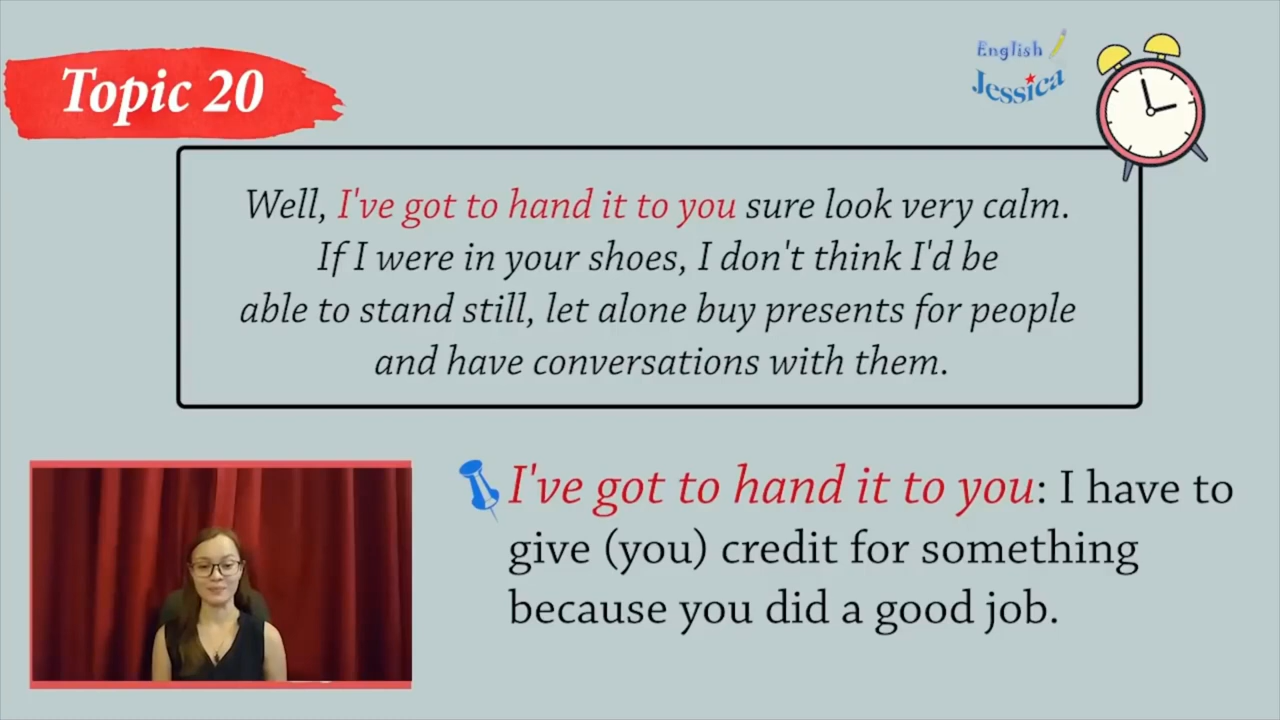 Topic 20
English
Jessica
Well, I've got to hand it to you sure look very calm.
If I were in your shoes, I don't think I'd be
able to stand still, let alone buy presents for people
and have conversations with them.
I've got to hand it to you: I have to
give (you) credit for something
because you did a good job.